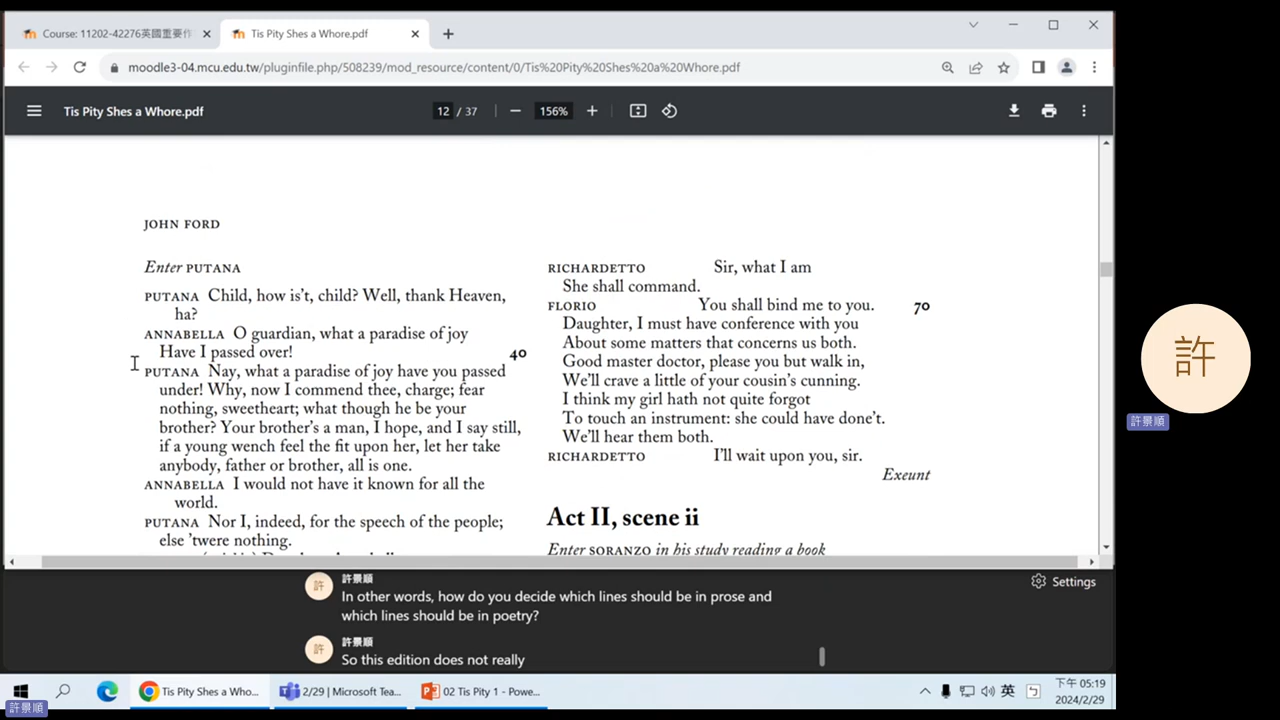 Course: 11202-42276英國重要作
Tis Pity Shes a Whore.pdf
moodle3-04.mcu.edu.tw/pluginfile.php/508239/mod_resource/content/0/Tis%20Pity%20Shes%20a%20Whore.pdf
Tis Pity Shes a Whore.pdf
12 / 37
156%
JOHN FORD
Enter PUTANA
PUTANA Child, how is't, child? Well, thank Heaven,
ha?
ANNABELLA O guardian, what a paradise of joy
Have I passed over!
40
PUTANA Nay, what a paradise of joy have you passed
under! Why, now I commend thee, charge; fear
nothing, sweetheart; what though he be your
brother? Your brother's a man, I hope, and I say still,
if a young wench feel the fit upon her, let her take
anybody, father or brother, all is one.
ANNABELLA I would not have it known for all the
world.
PUTANA Nor I, indeed, for the speech of the people;
else 'twere nothing.
RICHARDETTO Sir, what I am
She shall command.
FLORIO You shall bind me to you. 70
Daughter, I must have conference with you
About some matters that concerns us both.
Good master doctor, please you but walk in,
We'll crave a little of your cousin's cunning.
I think my girl hath not quite forgot
To touch an instrument: she could have done't.
We'll hear them both.
RICHARDETTO I'll wait upon you, sir.
Exeunt
Act II, scene ii
Enter SORANZO in his study reading a book
許
許景順
許
許景順
In other words, how do you decide which lines should be in prose and
which lines should be in poetry?
許
許景順
So this edition does not really
Settings
Tis Pity She's a Who...
2/29 | Microsoft Tea...
02 Tis Pity 1 - Powe...
英
下午 05:19
2024/2/29
許景順